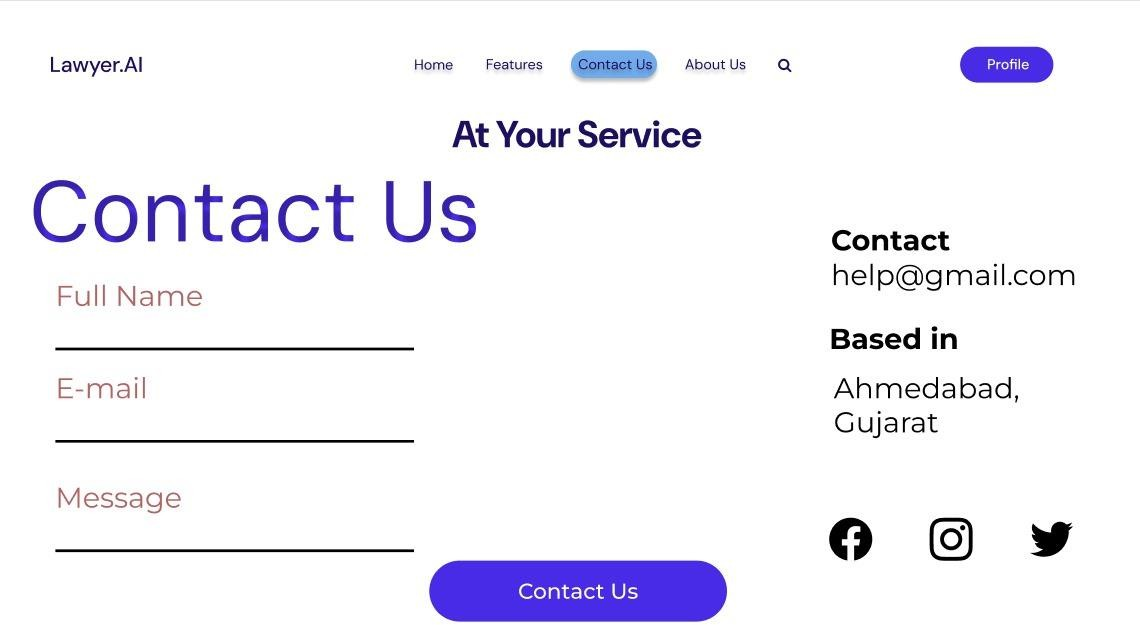 Lawyer.AI
Home
Features
Contact Us
About Us
Profile
At Your Service
Contact Us
Full Name
E-mail
Message
Contact Us
Contact
help@gmail.com
Based in
Ahmedabad,
Gujarat